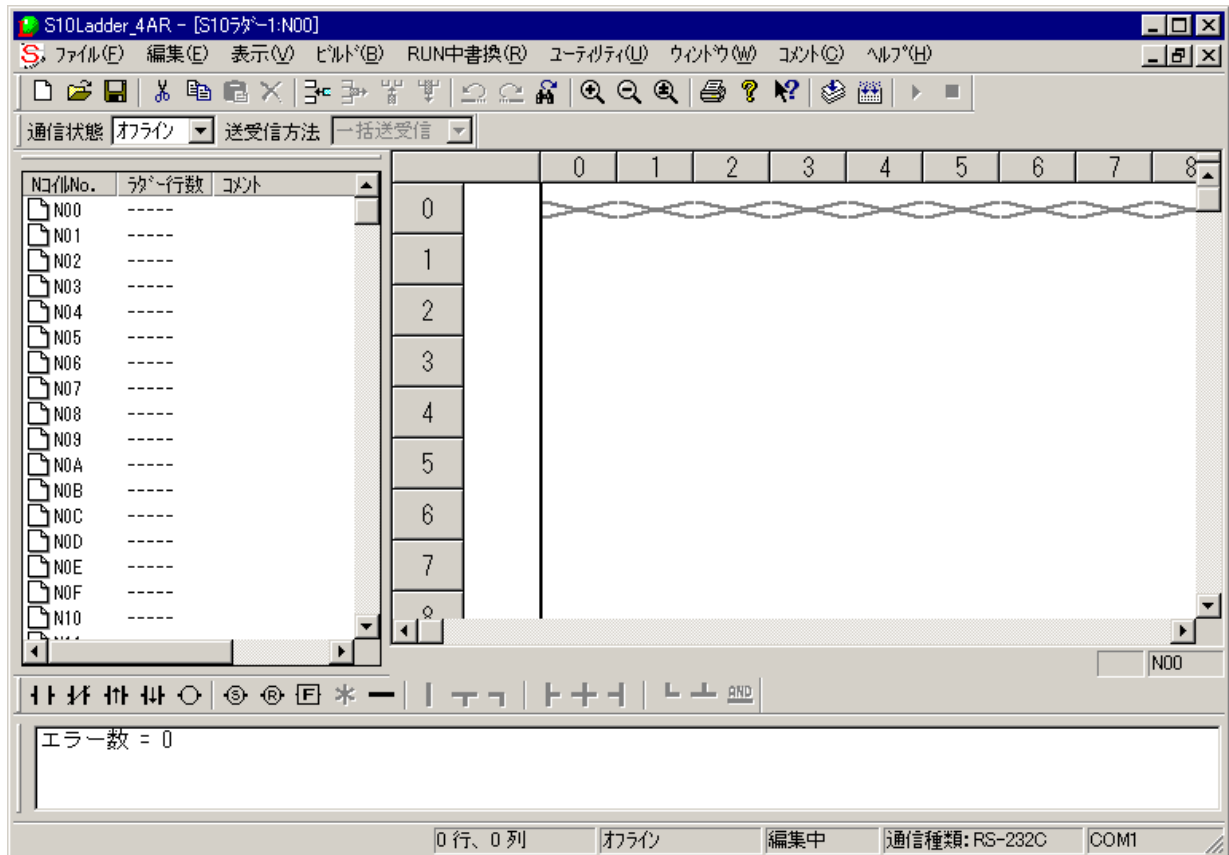 S10Ladder_4AR - [S10ﾗﾀﾞｰ1:N00]
ﾌｧｲﾙ(F) 編集(E) 表示(V) ﾋﾞﾙﾄﾞ(B) RUN中書換(R) ﾕｰﾃｨﾘﾃｨ(U) ｳｨﾝﾄﾞｳ(W) ｺﾒﾝﾄ(C) ﾍﾙﾌﾟ(H)
通信状態 ｵﾌﾗｲﾝ 送受信方法 一括送受信
NｺｲﾙNo. ﾗﾀﾞｰ行数 ｺﾒﾝﾄ
N00 -----
N01 -----
N02 -----
N03 -----
N04 -----
N05 -----
N06 -----
N07 -----
N08 -----
N09 -----
N0A -----
N0B -----
N0C -----
N0D -----
N0E -----
N0F -----
N10 -----
0 1 2 3 4 5 6 7 8
0
1
2
3
4
5
6
7
8
N00
S R F AND
エラー数 = 0
0 行、0 列 ｵﾌﾗｲﾝ 編集中 通信種類: RS-232C COM1